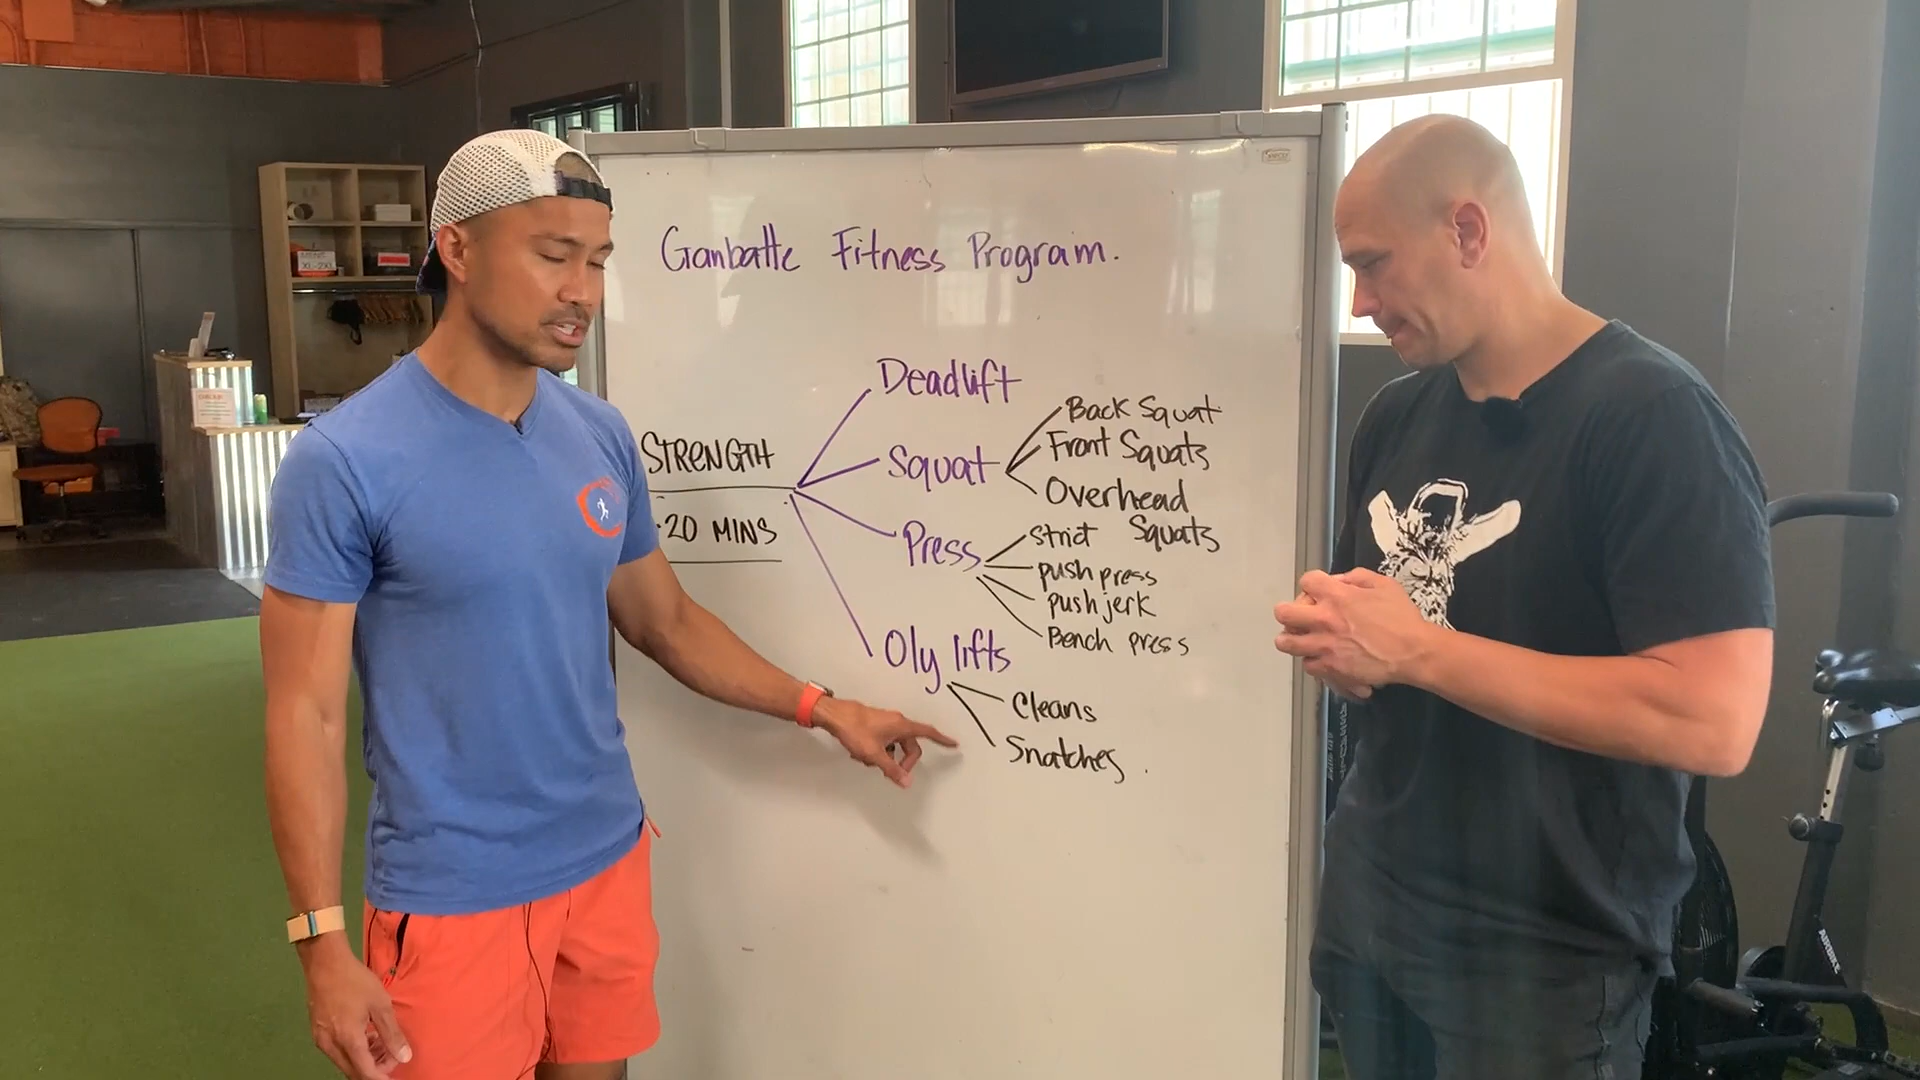 Ganbatte Fitness Program.
STRENGTH
20 MINS
Deadlift
Squat
Back Squat
Front Squats
Overhead
Squats
Press
Strict
push press
push jerk
Bench press
Oly lifts
Cleans
Snatches
AIRBIKE